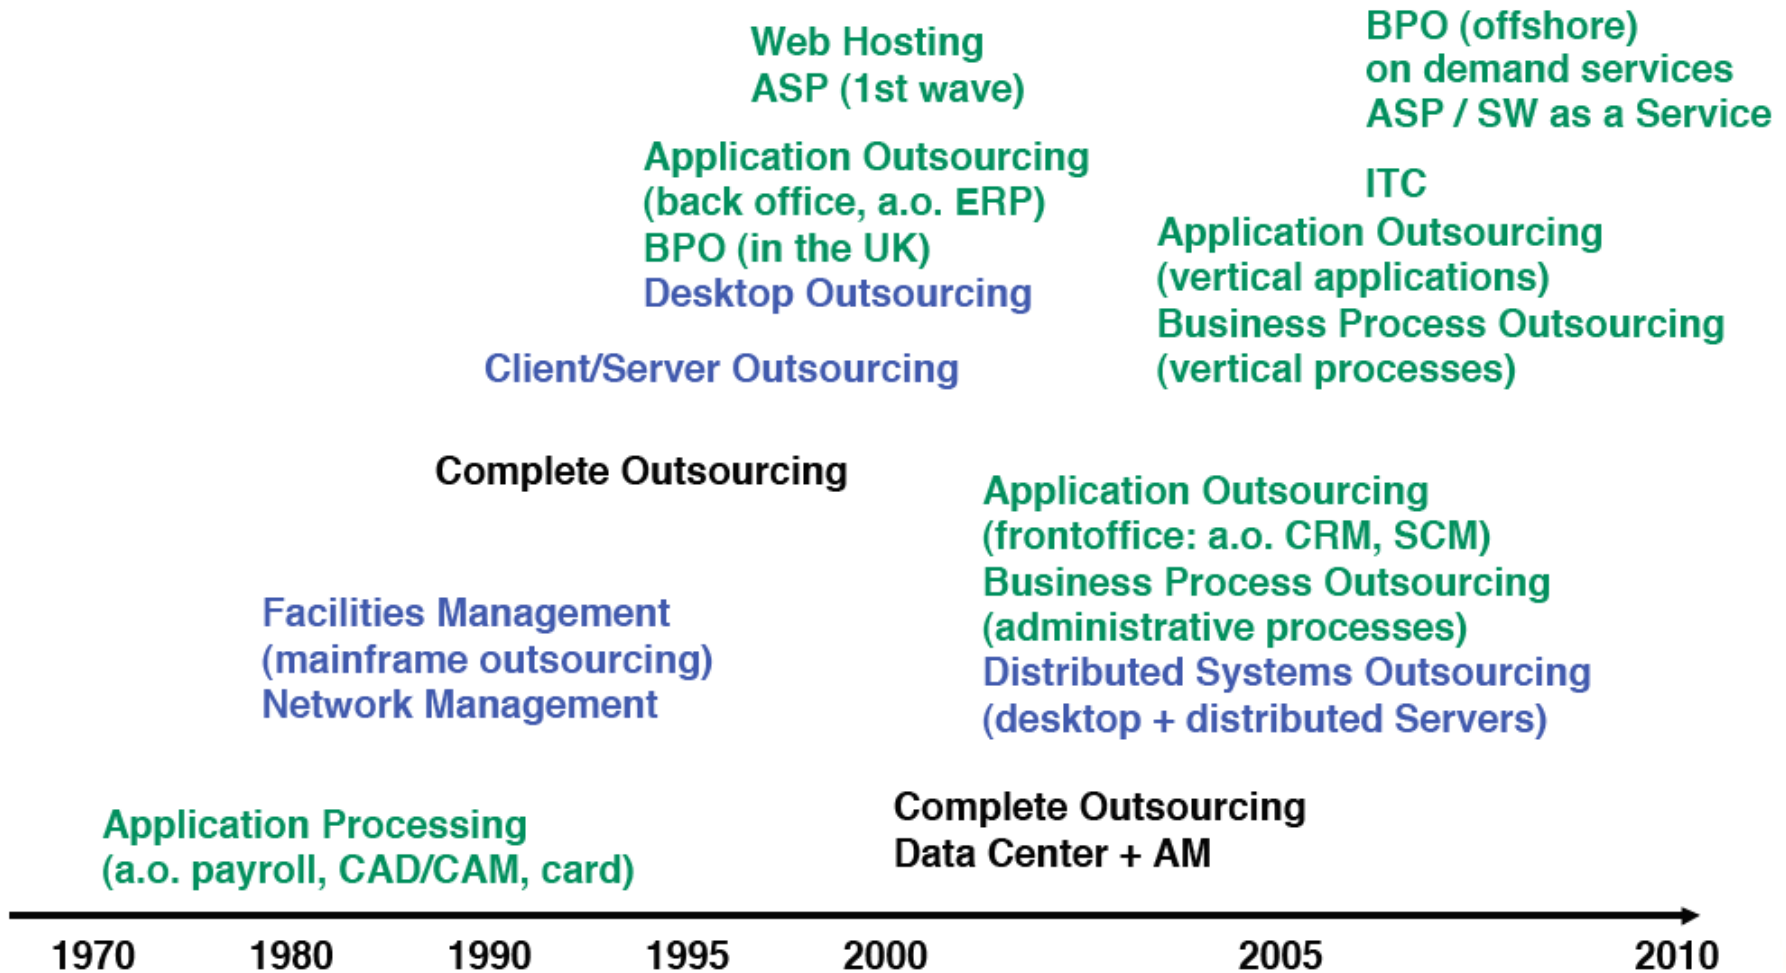 Web Hosting
ASP (1st wave)
BPO (offshore)
on demand services
ASP / SW as a Service
Application Outsourcing
(back office, a.o. ERP)
BPO (in the UK)
Desktop Outsourcing
ITC
Application Outsourcing
(vertical applications)
Business Process Outsourcing
(vertical processes)
Client/Server Outsourcing
Complete Outsourcing
Application Outsourcing
(frontoffice: a.o. CRM, SCM)
Business Process Outsourcing
(administrative processes)
Distributed Systems Outsourcing
(desktop + distributed Servers)
Facilities Management
(mainframe outsourcing)
Network Management
Complete Outsourcing
Data Center + AM
Application Processing
(a.o. payroll, CAD/CAM, card)
1970 1980 1990 1995 2000 2005 2010